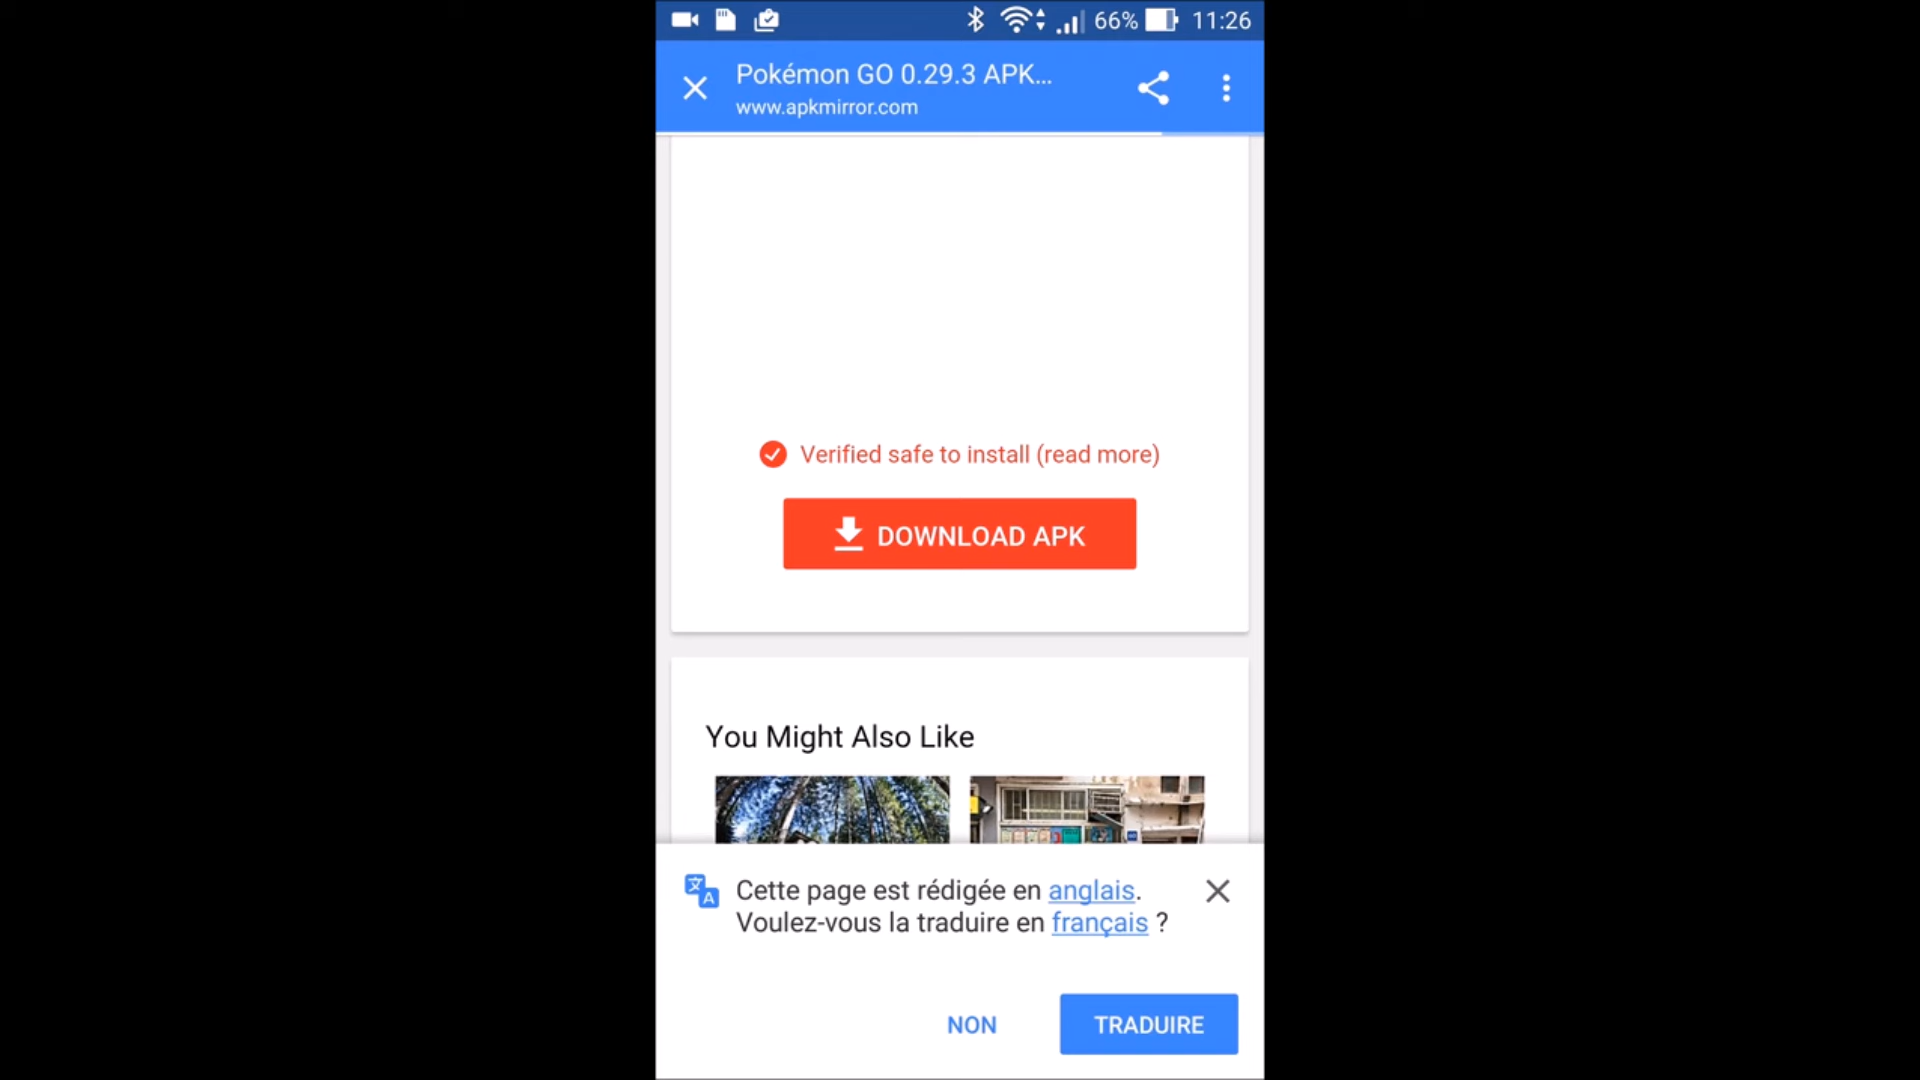 66% 11:26
Pokémon GO 0.29.3 APK...
www.apkmirror.com
Verified safe to install (read more)
DOWNLOAD APK
You Might Also Like
Cette page est rédigée en anglais.
Voulez-vous la traduire en français ?
NON TRADUIRE